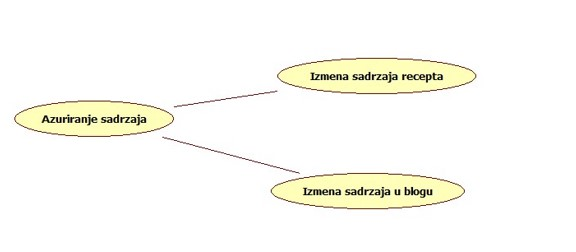 Izmena sadrzaja recepta
Azuriranje sadrzaja
Izmena sadrzaja u blogu